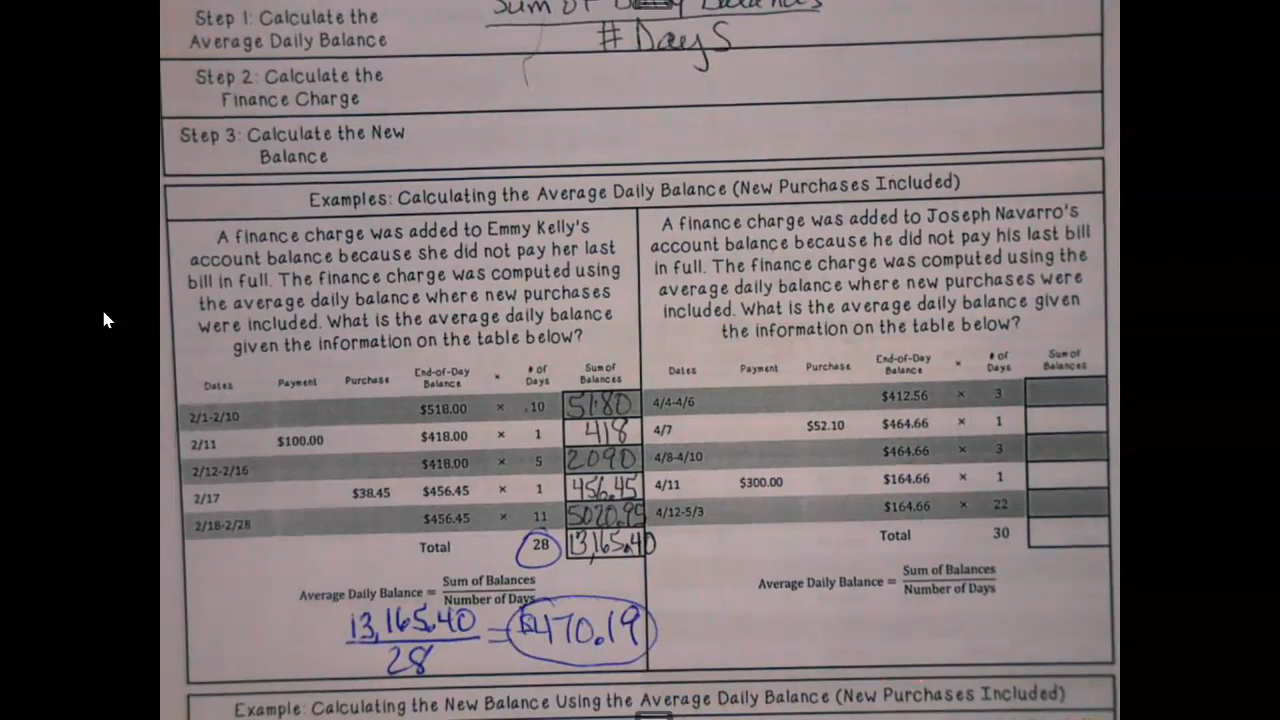 Sum of Daily Balances
Step 1: Calculate the
Average Daily Balance
# Days
Step 2: Calculate the
Finance Charge
Step 3: Calculate the New
Balance
Examples: Calculating the Average Daily Balance (New Purchases Included)
A finance charge was added to Emmy Kelly's
account balance because she did not pay her last
bill in full. The finance charge was computed using
the average daily balance where new purchases
were included. What is the average daily balance
given the information on the table below?
Dates Payment Purchase End-of-Day Balance × # of Days Sum of Balances
2/1-2/10 $518.00 × 10 5180
2/11 $100.00 $418.00 × 1 418
2/12-2/16 $418.00 × 5 2090
2/17 $38.45 $456.45 × 1 456.45
2/18-2/28 $456.45 × 11 5020.95
Total 28 13,165.40
Average Daily Balance = Sum of Balances
Number of Days
13,165.40
28
= $470.19
A finance charge was added to Joseph Navarro's
account balance because he did not pay his last bill
in full. The finance charge was computed using the
average daily balance where new purchases were
included. What is the average daily balance given
the information on the table below?
Dates Payment Purchase End-of-Day Balance × # of Days Sum of Balances
4/4-4/6 $412.56 × 3
4/7 $52.10 $464.66 × 1
4/8-4/10 $464.66 × 3
4/11 $300.00 $164.66 × 1
4/12-5/3 $164.66 × 22
Total 30
Average Daily Balance = Sum of Balances
Number of Days
Example: Calculating the New Balance Using the Average Daily Balance (New Purchases Included)